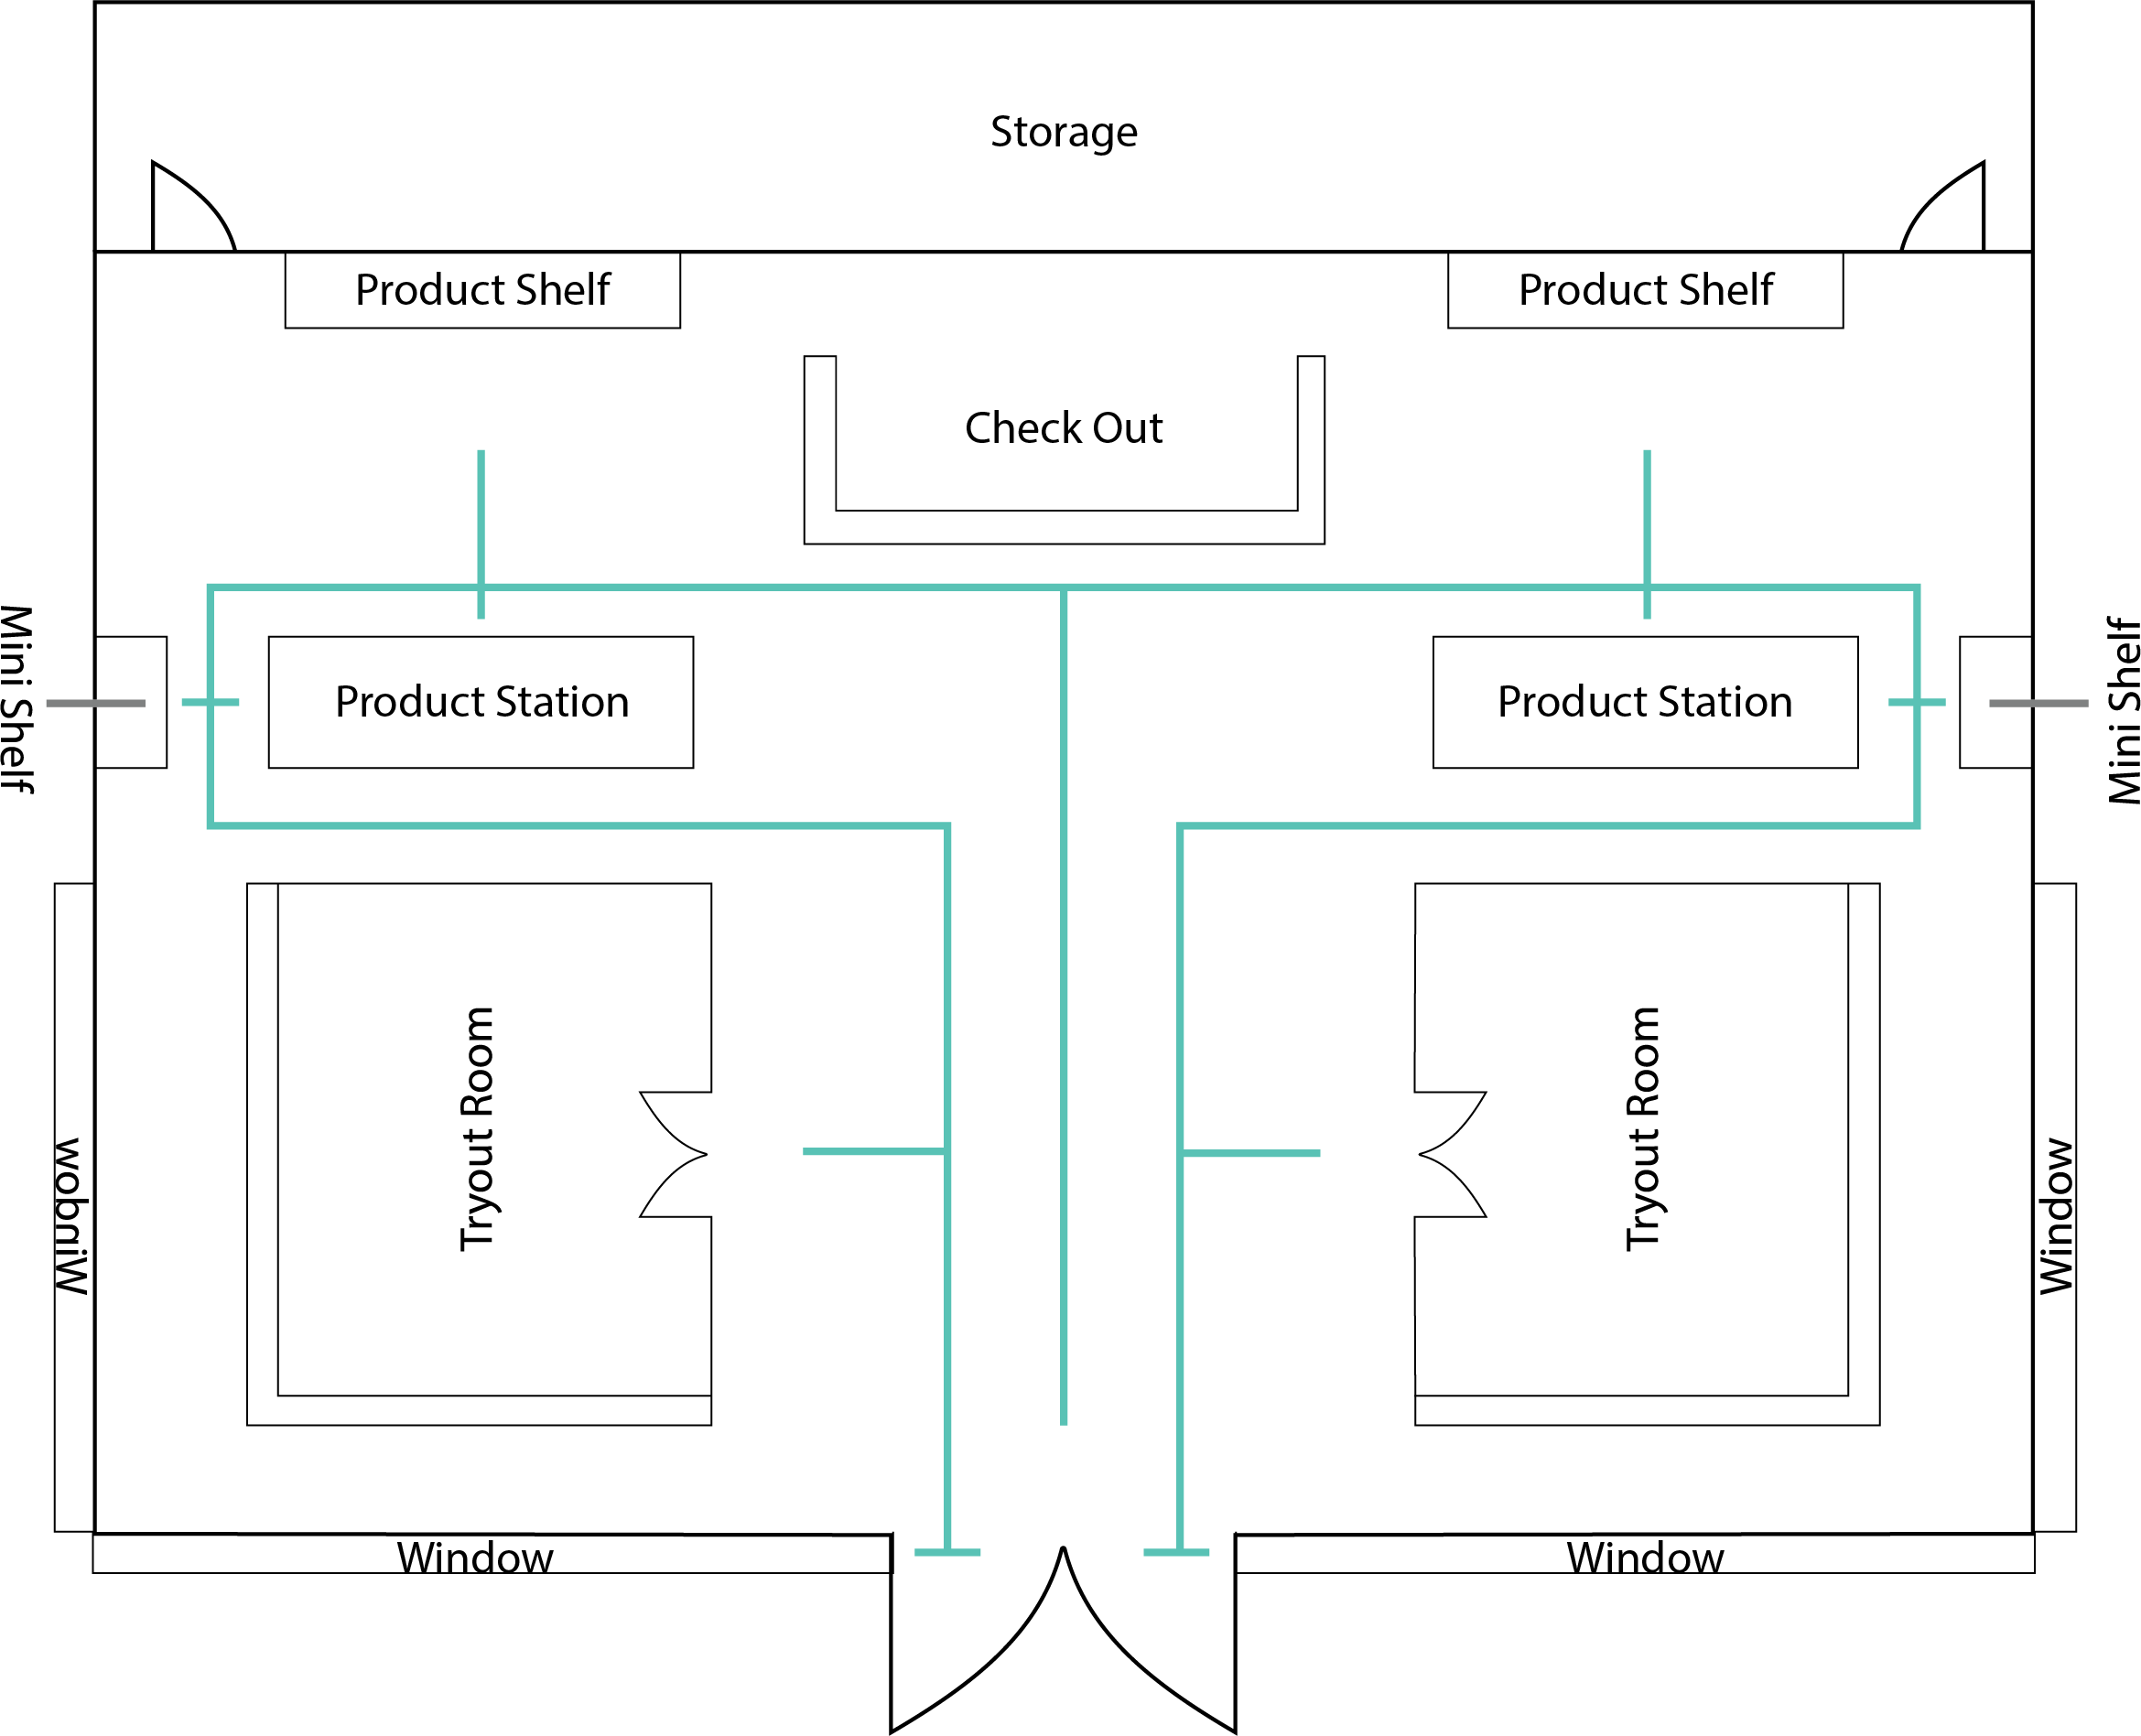 Storage
Product Shelf
Product Shelf
Check Out
Mini Shelf
Product Station
Product Station
Mini Shelf
Tryout Room
Tryout Room
Window
Window
Window
Window